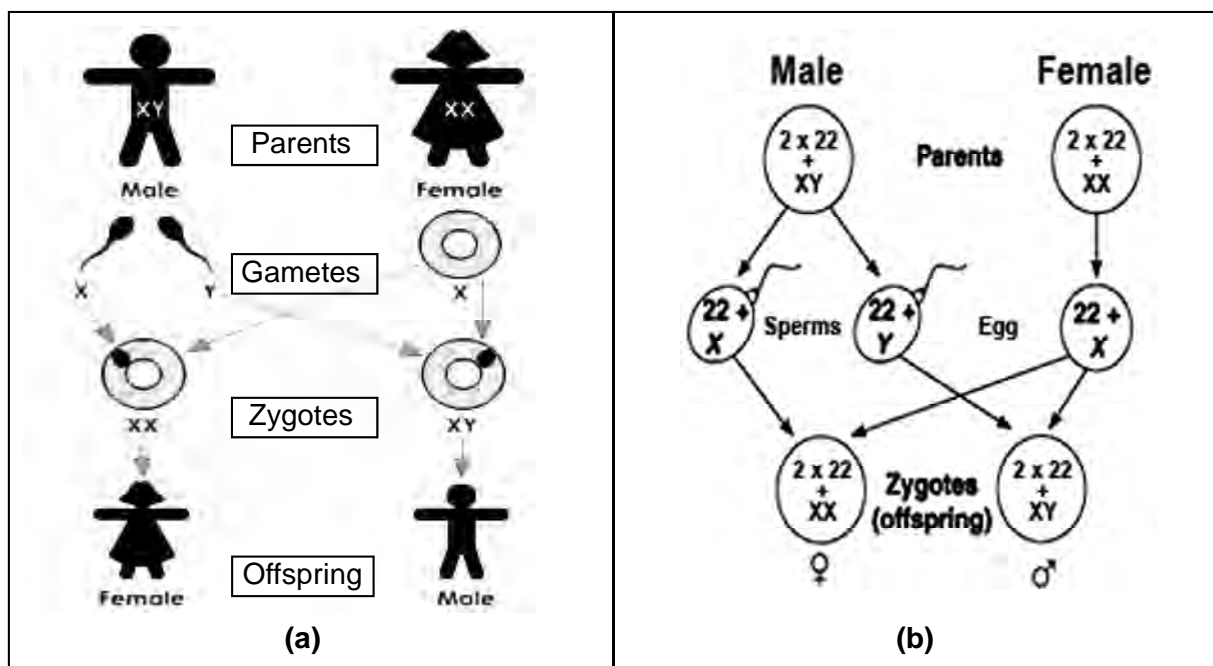 XY
XX
Parents
Male
Female
Gametes
X
Y
X
Zygotes
XX
XY
Offspring
Female
Male
(a)
Male
Female
2 x 22
+
XY
Parents
2 x 22
+
XX
22 +
X
Sperms
22 +
Y
Egg
22 +
X
2 x 22
+
XX
Zygotes
(offspring)
2 x 22
+
XY
♀
♂
(b)